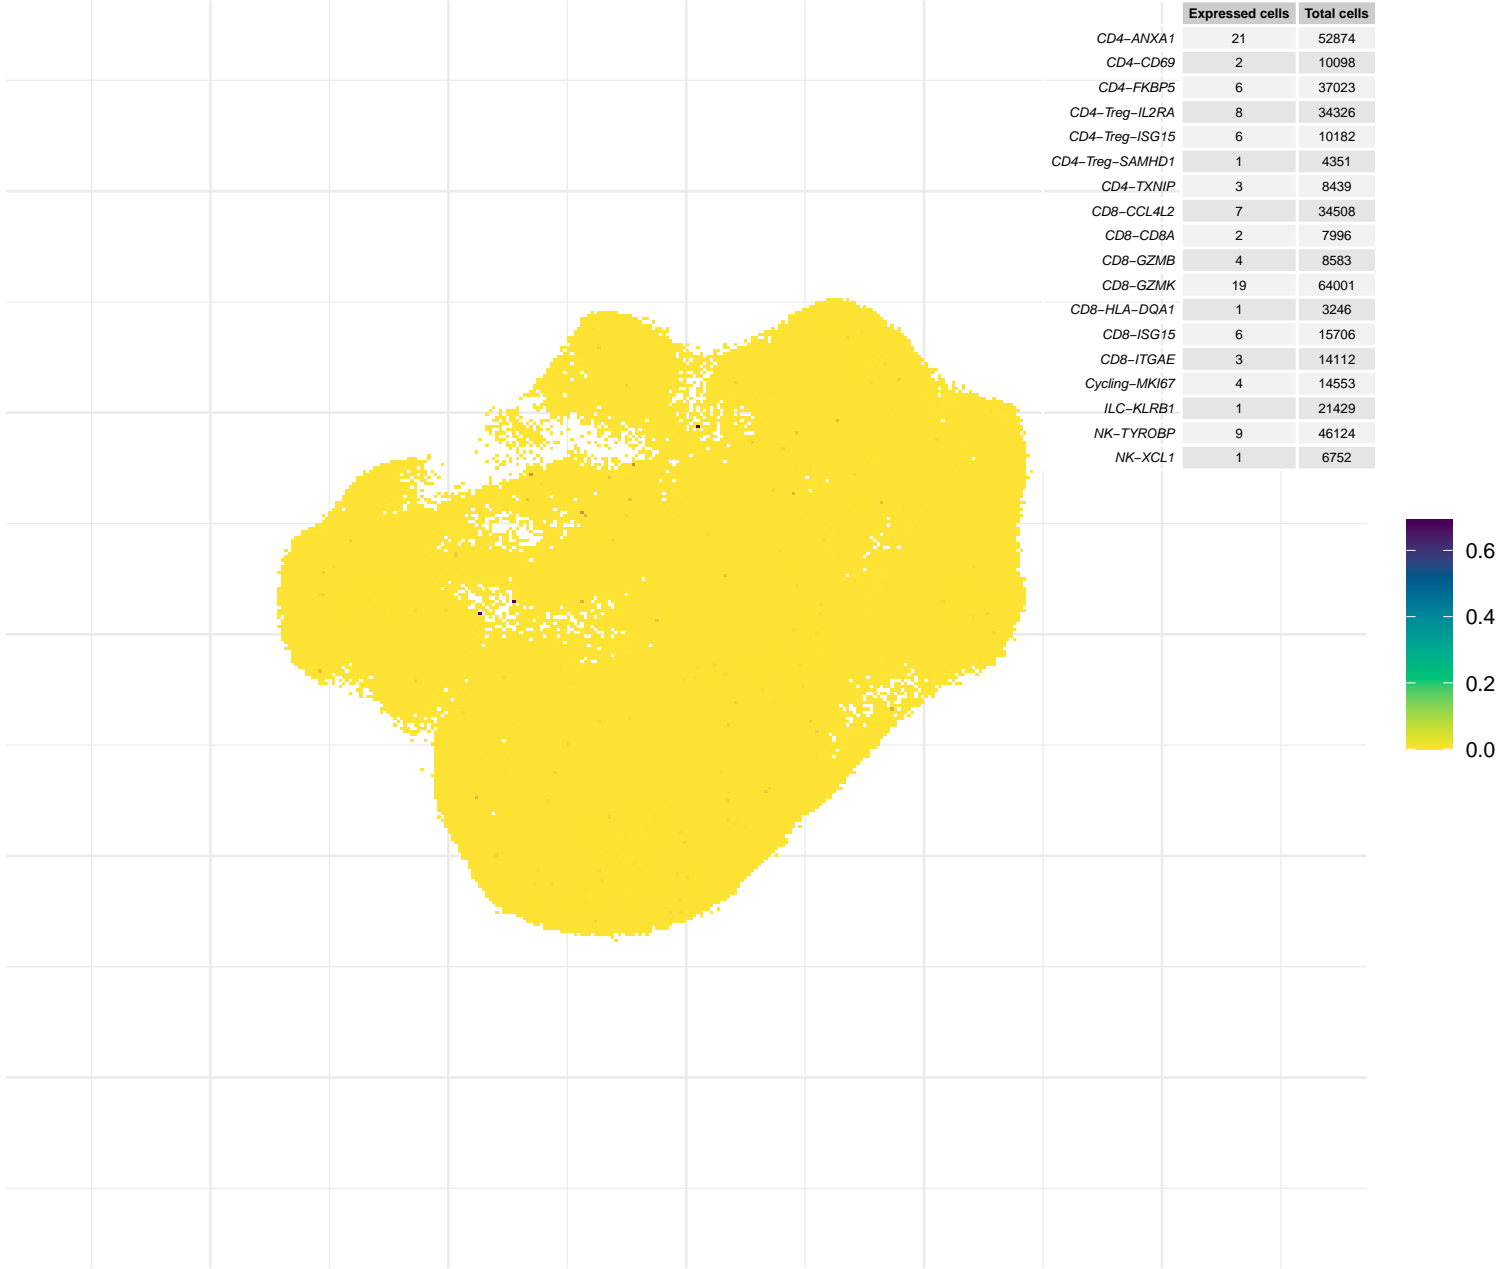 Expressed cells Total cells
CD4−ANXA1 21 52874
CD4−CD69 2 10098
CD4−FKBP5 6 37023
CD4−Treg−IL2RA 8 34326
CD4−Treg−ISG15 6 10182
CD4−Treg−SAMHD1 1 4351
CD4−TXNIP 3 8439
CD8−CCL4L2 7 34508
CD8−CD8A 2 7996
CD8−GZMB 4 8583
CD8−GZMK 19 64001
CD8−HLA−DQA1 1 3246
CD8−ISG15 6 15706
CD8−ITGAE 3 14112
Cycling−MKI67 4 14553
ILC−KLRB1 1 21429
NK−TYROBP 9 46124
NK−XCL1 1 6752
0.6
0.4
0.2
0.0